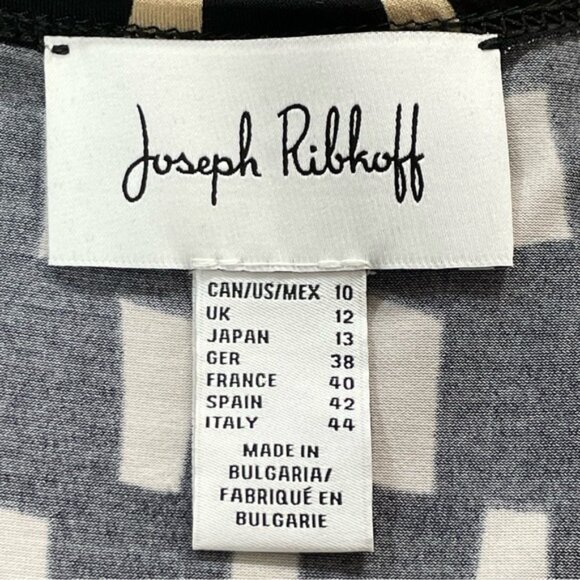 Joseph Ribkoff
CAN/US/MEX 10
UK 12
JAPAN 13
GER 38
FRANCE 40
SPAIN 42
ITALY 44
MADE IN
BULGARIA/
FABRIQUÉ EN
BULGARIE